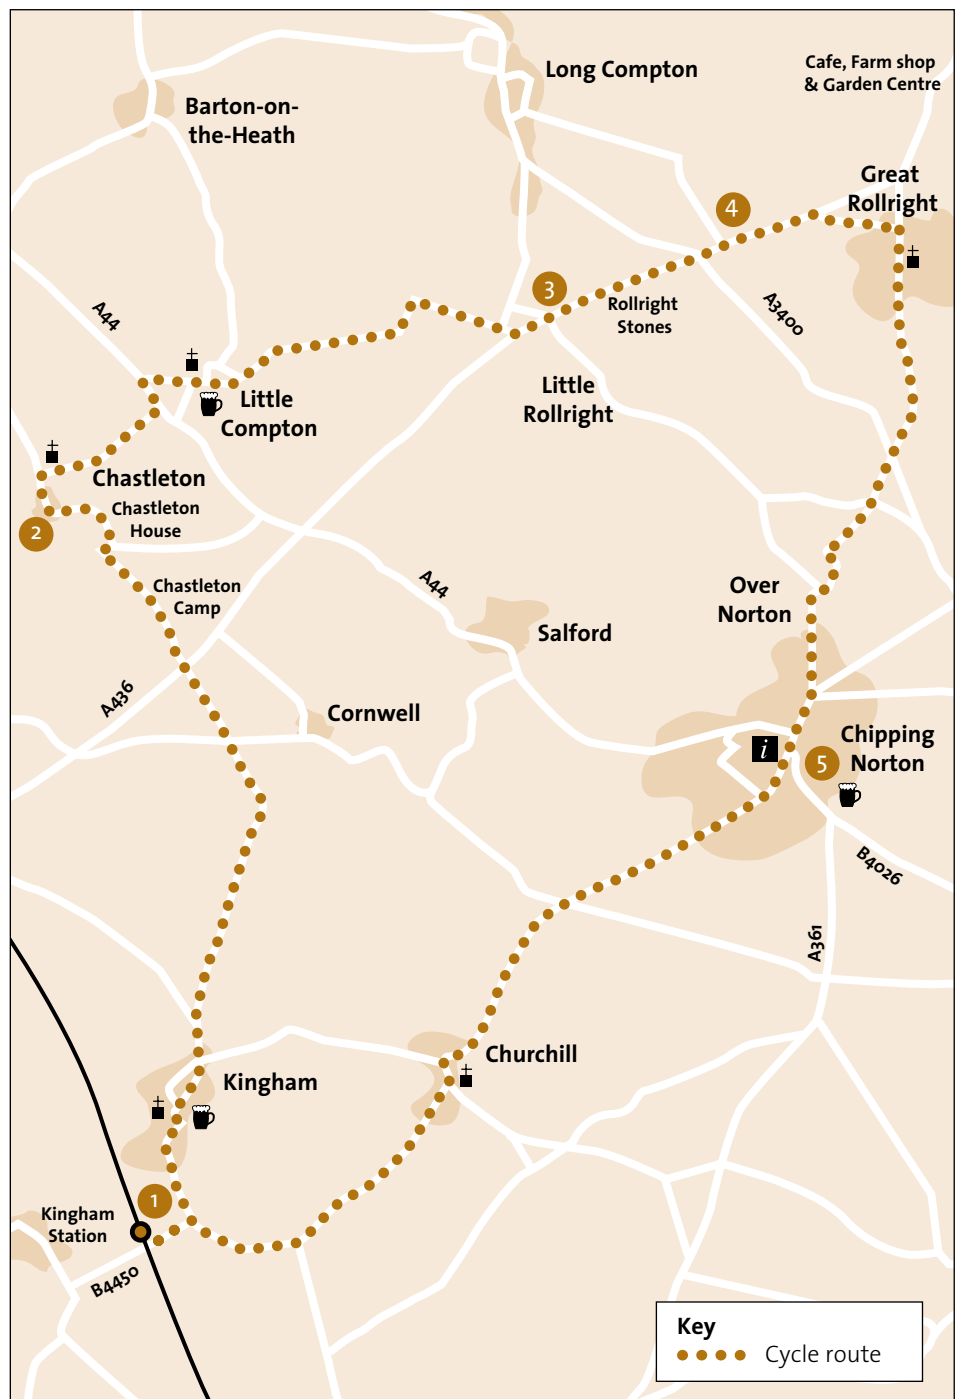 Long Compton
Cafe, Farm shop
& Garden Centre
Barton-on-
the-Heath
Great
Rollright
4
3
Rollright
Stones
A3400
A44
Little
Compton
Little
Rollright
Chastleton
Chastleton
House
2
Chastleton
Camp
A44
Over
Norton
Salford
A436
Cornwell
Chipping
Norton
i
5
B4026
A361
Churchill
Kingham
1
Kingham
Station
B4450
Key
Cycle route